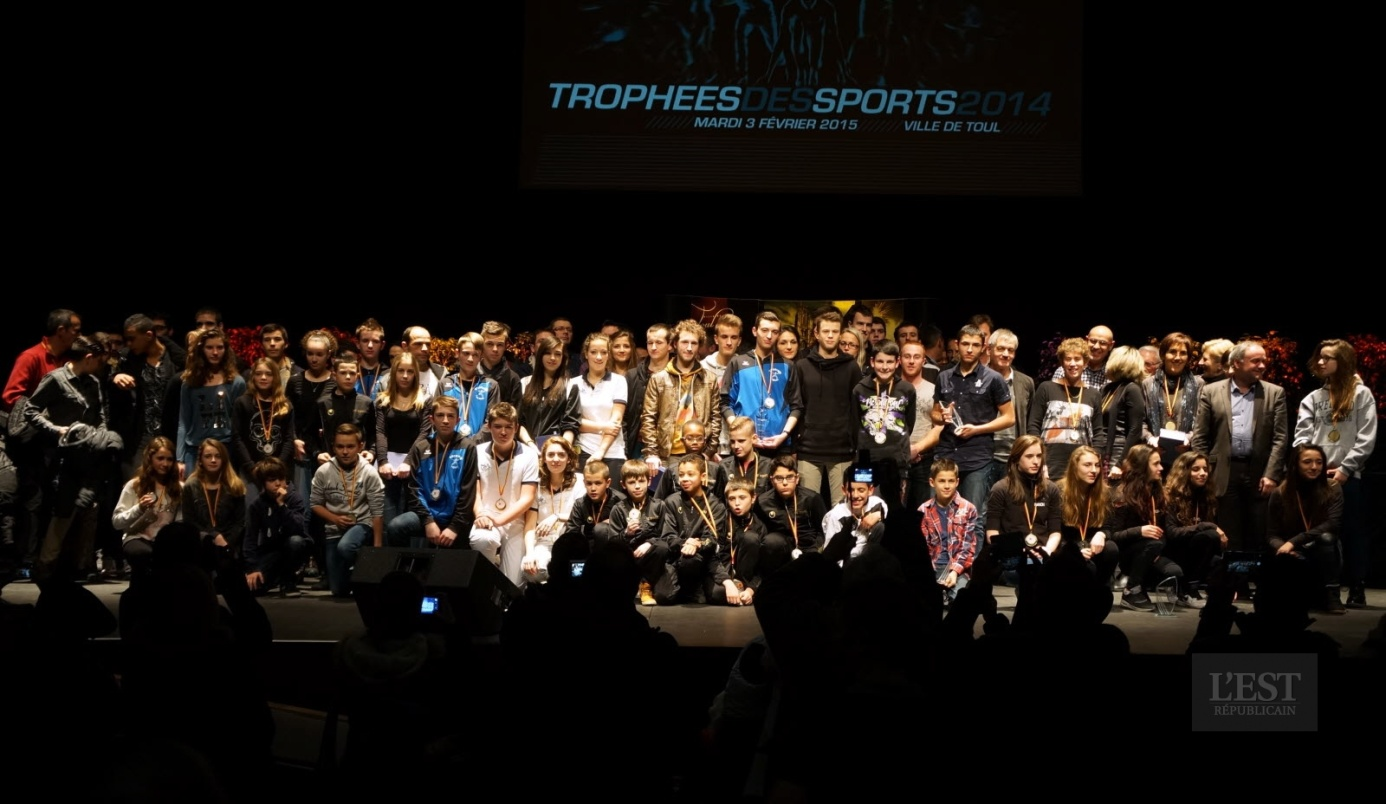 TROPHEESDESSPORTS2014
MARDI 3 FÉVRIER 2015 ////// VILLE DE TOUL //////
L'EST
RÉPUBLICAIN